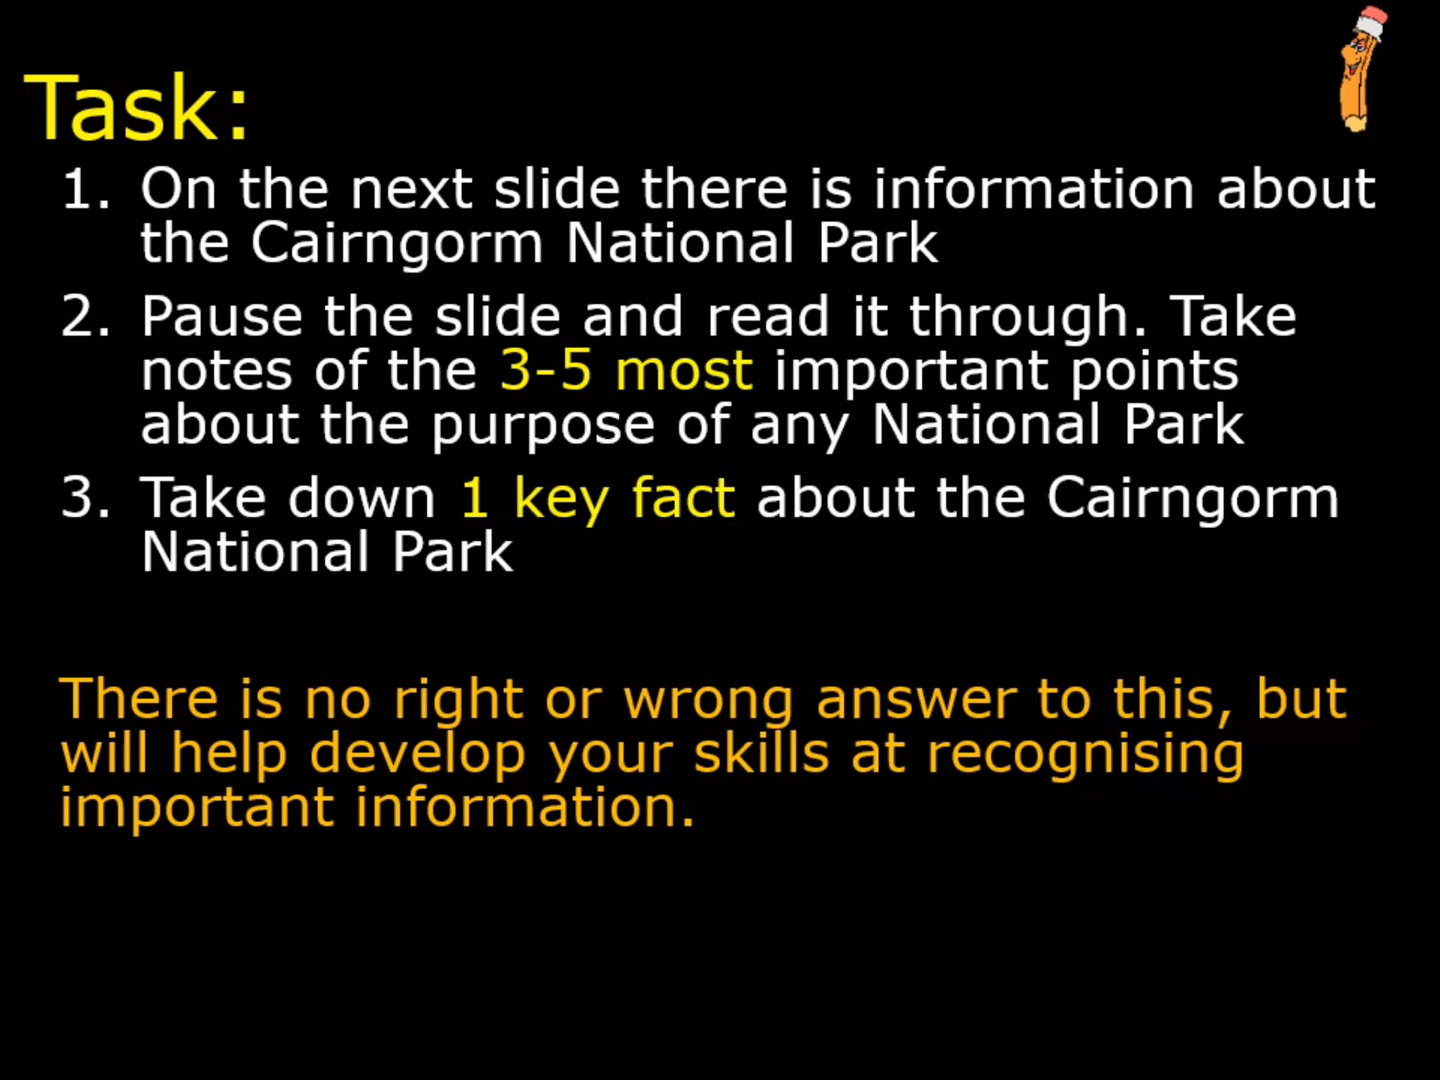 Task:
1. On the next slide there is information about
the Cairngorm National Park
2. Pause the slide and read it through. Take
notes of the 3-5 most important points
about the purpose of any National Park
3. Take down 1 key fact about the Cairngorm
National Park
There is no right or wrong answer to this, but
will help develop your skills at recognising
important information.